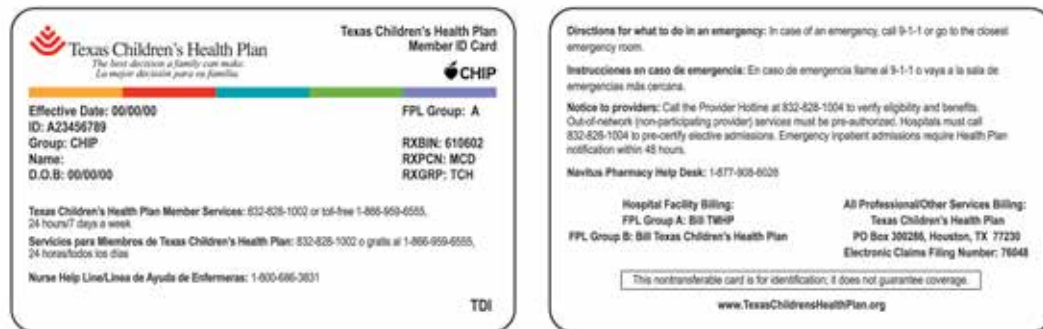 Texas Children's Health Plan
The best decision a family can make.
La mejor decisión para su familia.
Texas Children's Health Plan
Member ID Card
CHIP
Effective Date: 00/00/00
FPL Group: A
ID: A23456789
Group: CHIP
RXBIN: 610602
Name:
RXPCN: MCD
D.O.B: 00/00/00
RXGRP: TCH
Texas Children's Health Plan Member Services: 832-828-1002 or toll-free 1-866-959-6555,
24 hours/7 days a week
Servicios para Miembros de Texas Children's Health Plan: 832-828-1002 o gratis al 1-866-959-6555,
24 horas/todos los días
Nurse Help Line/Línea de Ayuda de Enfermeras: 1-800-686-3831
TDI
Directions for what to do in an emergency: In case of an emergency, call 9-1-1 or go to the closest
emergency room.
Instrucciones en caso de emergencia: En caso de emergencia llame al 9-1-1 o vaya a la sala de
emergencias más cercana.
Notice to providers: Call the Provider Hotline at 832-828-1004 to verify eligibility and benefits.
Out-of-network (non-participating provider) services must be pre-authorized. Hospitals must call
832-828-1004 to pre-certify elective admissions. Emergency inpatient admissions require Health Plan
notification within 48 hours.
Navitus Pharmacy Help Desk: 1-877-908-6028
Hospital Facility Billing:
FPL Group A: Bill TMHP
FPL Group B: Bill Texas Children's Health Plan
All Professional/Other Services Billing:
Texas Children's Health Plan
PO Box 300286, Houston, TX 77230
Electronic Claims Filing Number: 76048
This nontransferable card is for identification; it does not guarantee coverage.
www.TexasChildrensHealthPlan.org